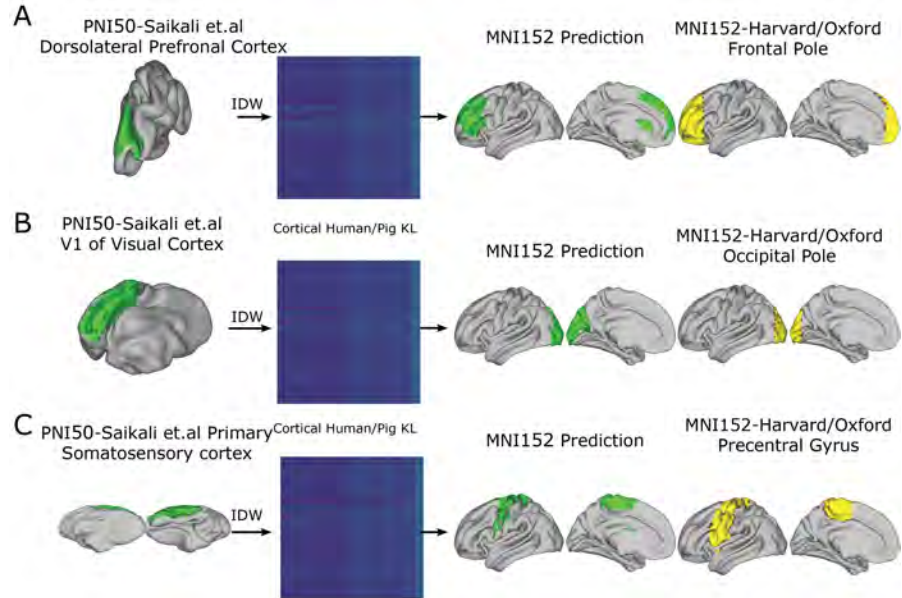 A
PNI50-Saikali et.al
Dorsolateral Prefronal Cortex
IDW
MNI152 Prediction
MNI152-Harvard/Oxford
Frontal Pole
B
PNI50-Saikali et.al
V1 of Visual Cortex
IDW
Cortical Human/Pig KL
MNI152 Prediction
MNI152-Harvard/Oxford
Occipital Pole
C
PNI50-Saikali et.al Primary
Somatosensory cortex
IDW
Cortical Human/Pig KL
MNI152 Prediction
MNI152-Harvard/Oxford
Precentral Gyrus